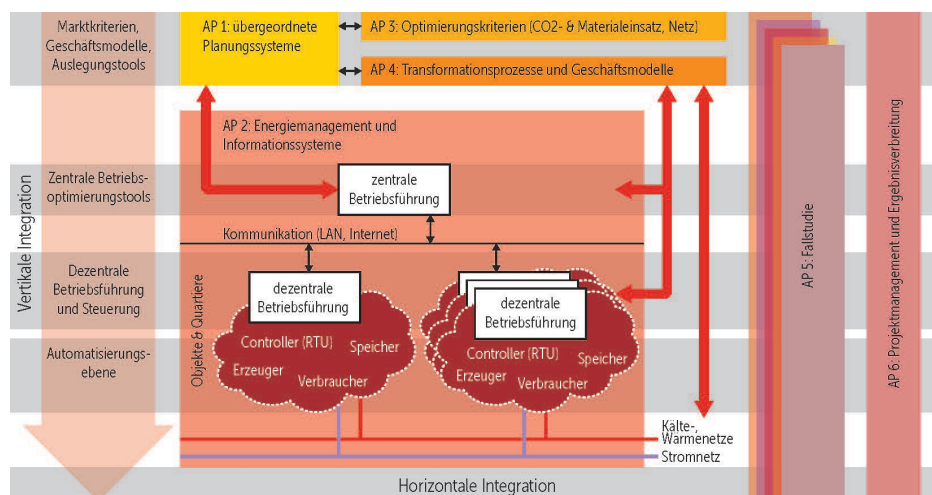 Marktkriterien,
Geschäftsmodelle,
Auslegungstools
AP 1: übergeordnete
Planungssysteme
AP 3: Optimierungskriterien (CO2- & Materialeinsatz, Netz)
AP 4: Transformationsprozesse und Geschäftsmodelle
AP 2: Energiemanagement und
Informationssysteme
Zentrale Betriebs-
optimierungstools
zentrale
Betriebsführung
Kommunikation (LAN, Internet)
Vertikale Integration
Dezentrale
Betriebsführung
und Steuerung
Automatisierungs-
ebene
Objekte & Quartiere
dezentrale
Betriebsführung
Controller (RTU)
Speicher
Erzeuger
Verbraucher
dezentrale
Betriebsführung
Controller (RTU)
Speicher
Erzeuger
Verbraucher
Kälte-,
Wärmenetze
Stromnetz
Horizontale Integration
AP 5: Fallstudie
AP 6: Projektmanagement und Ergebnisverbreitung